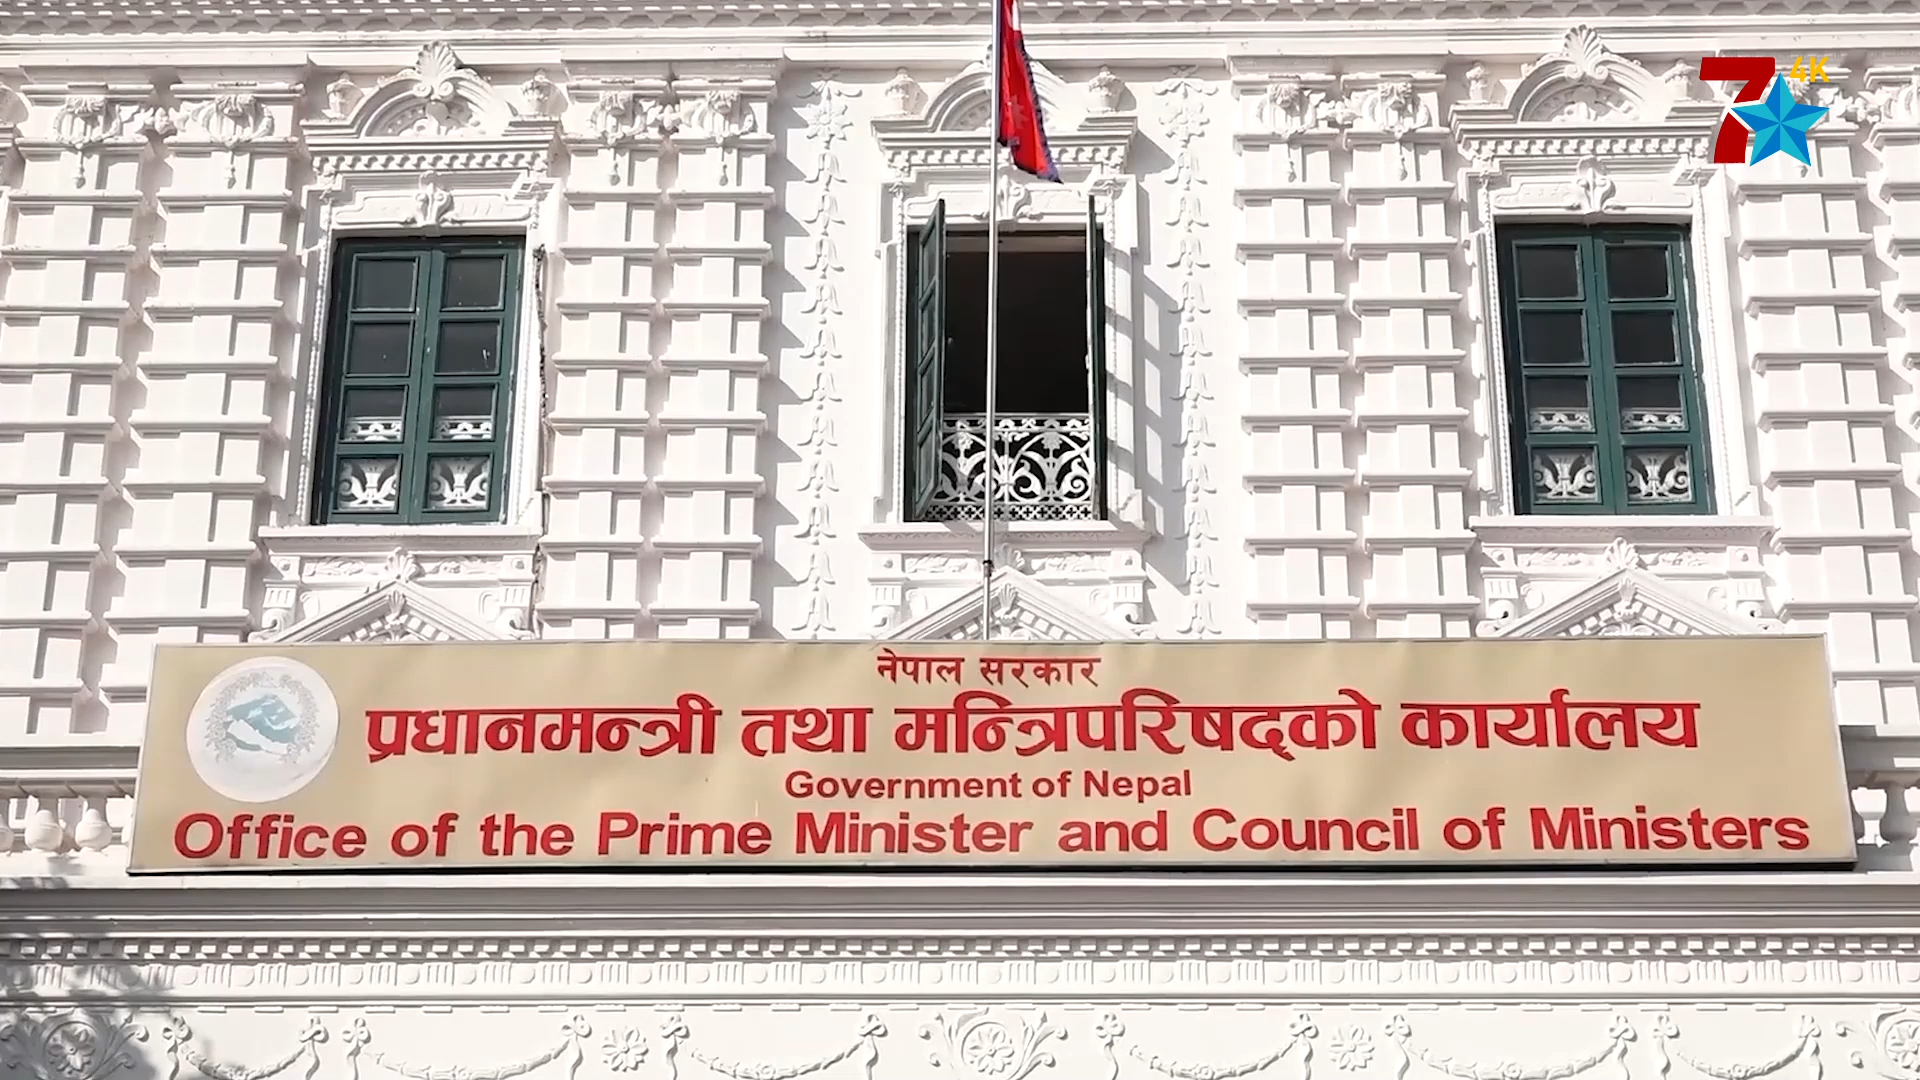 7 4K
नेपाल सरकार
प्रधानमन्त्री तथा मन्त्रिपरिषद्को कार्यालय
Government of Nepal
Office of the Prime Minister and Council of Ministers